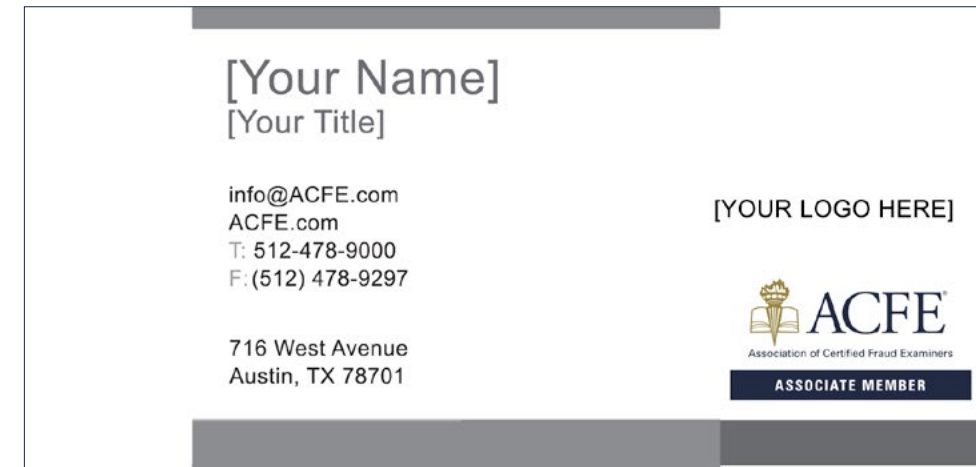 [Your Name]
[Your Title]
info@ACFE.com
ACFE.com
T: 512-478-9000
F: (512) 478-9297
716 West Avenue
Austin, TX 78701
[YOUR LOGO HERE]
ACFE®
Association of Certified Fraud Examiners
ASSOCIATE MEMBER